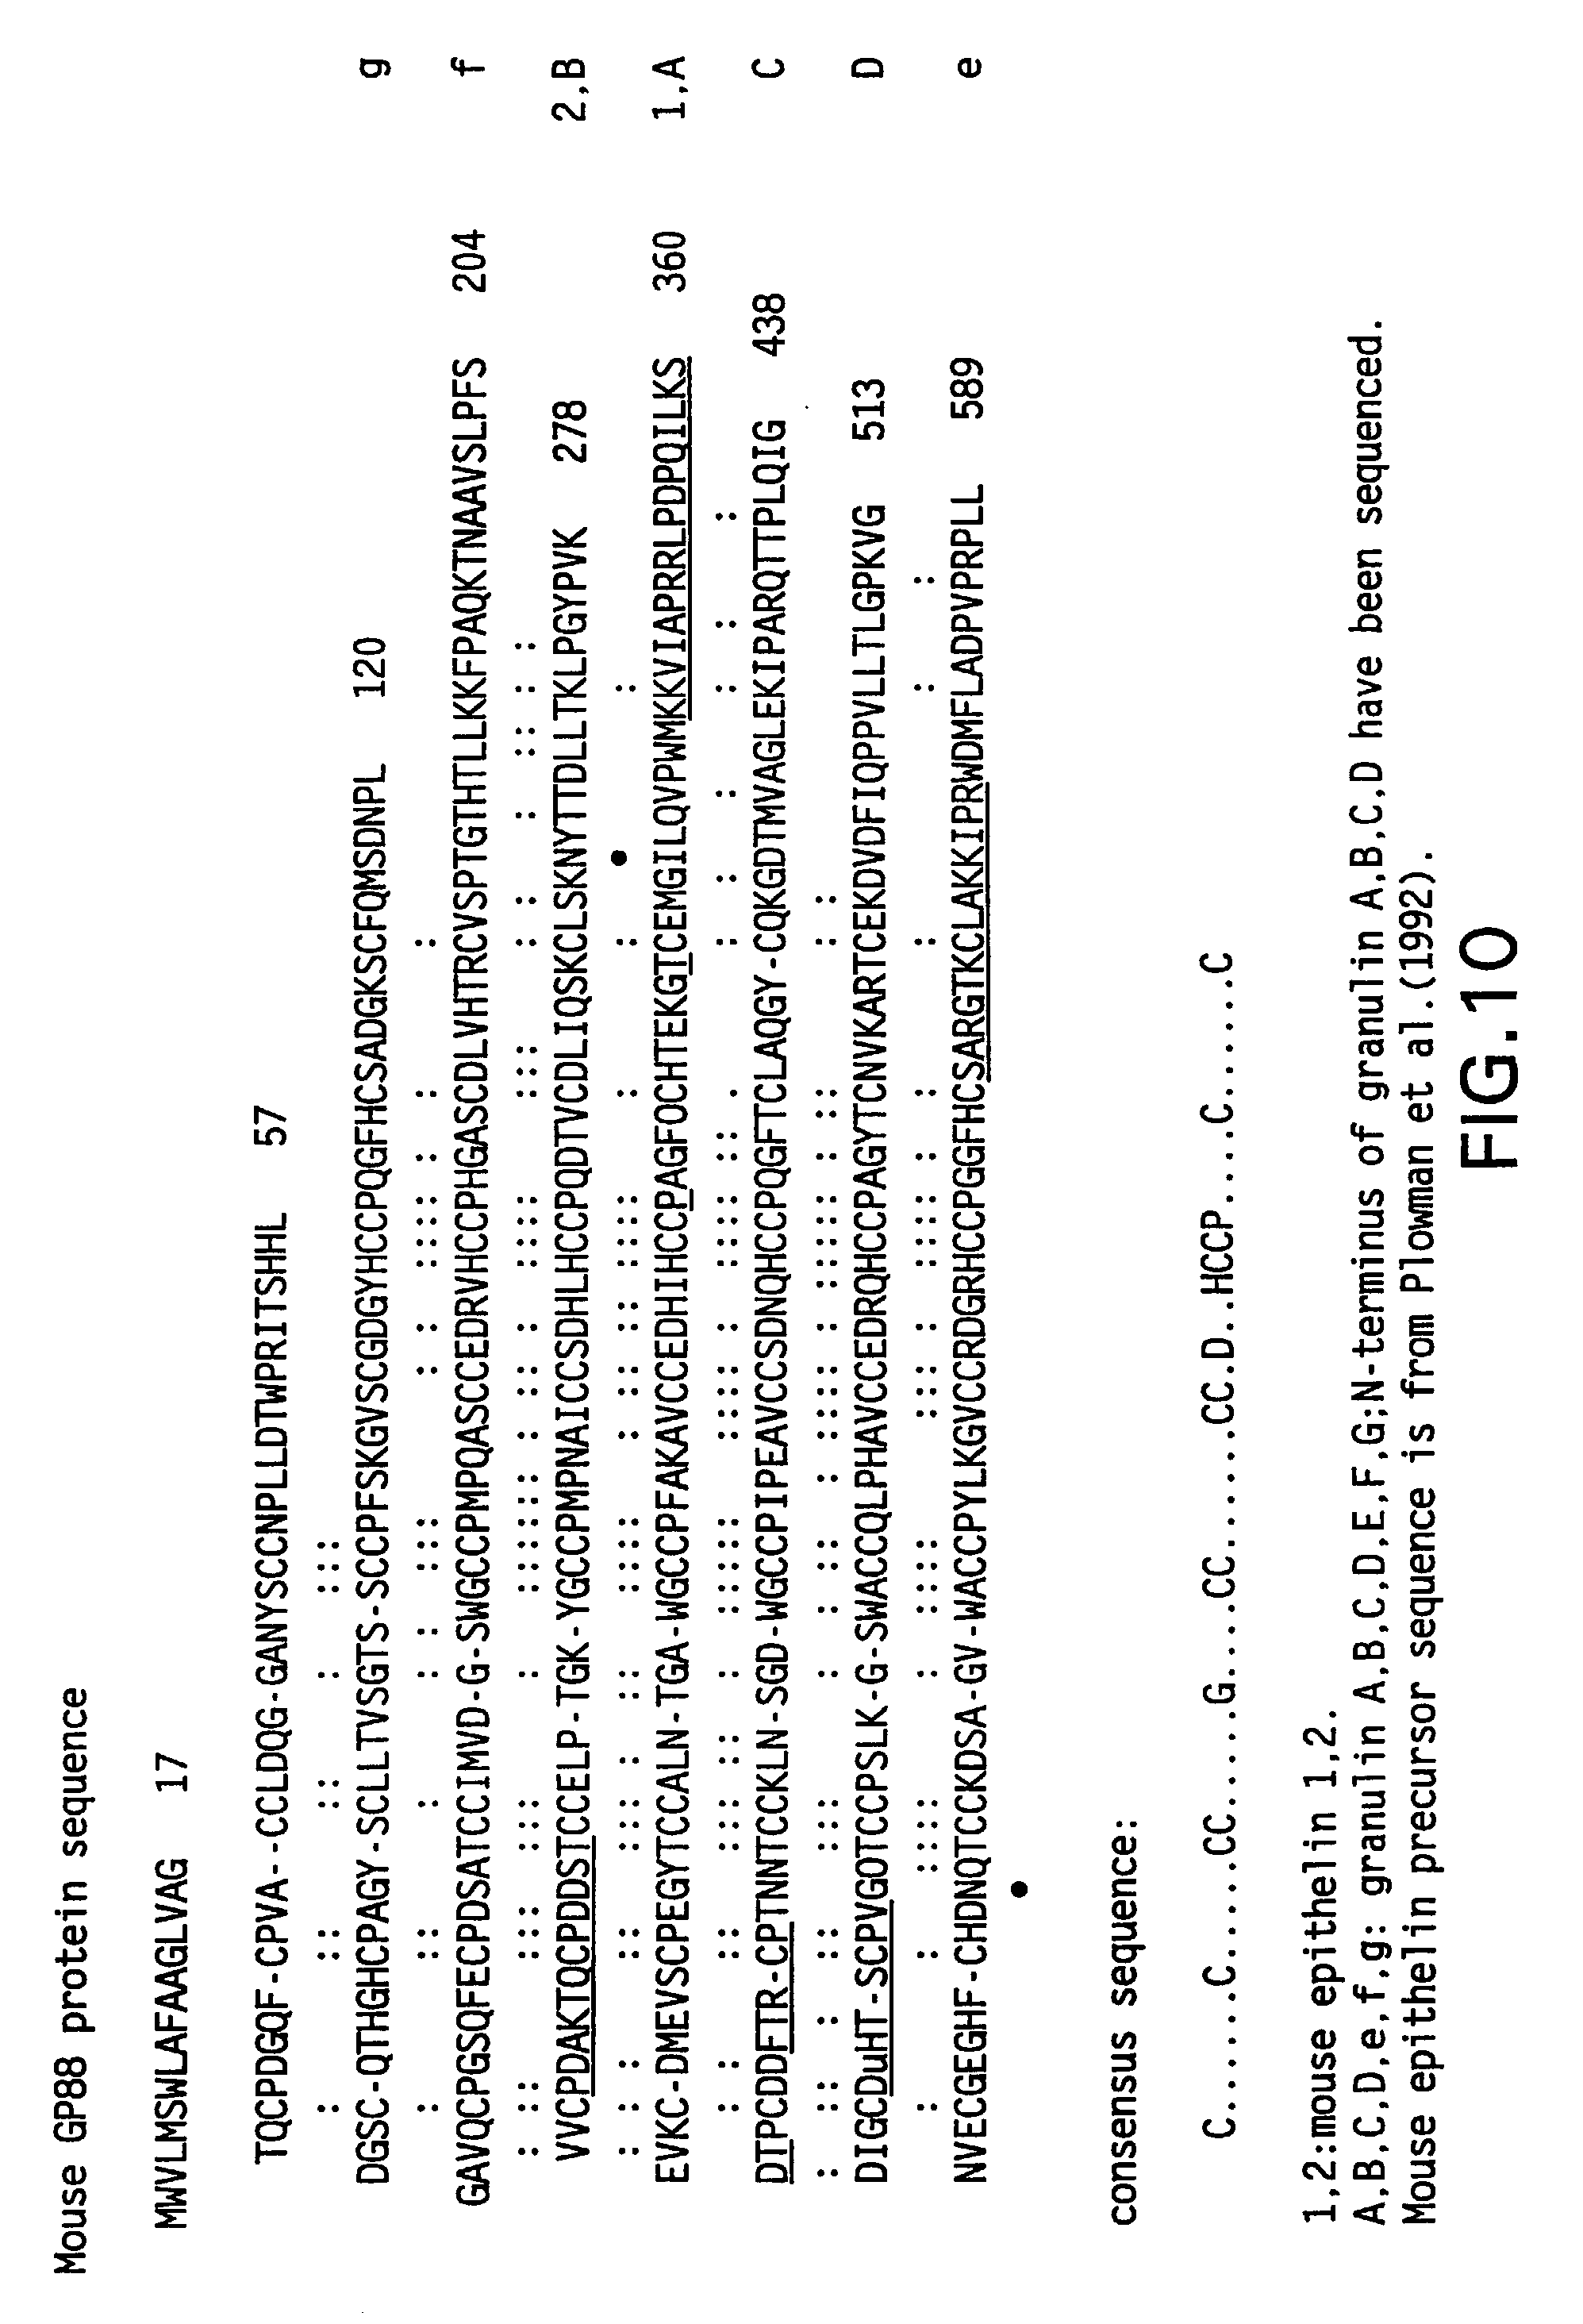 Mouse GP88 protein sequence
MWVLMSWLAFAAGLVAG 17
TQCPDGQF-CPVA--CCLDQG-GANYSCCNPLLDTWPRITSHHL 57
:: :: :: : :::
DGSC-QTHGHCPAGY-SCLLTVSGTS-SCCPFSKGVSCGDGYHCCPQGFHCSADGKSCFQMSDNPL 120 g
: :: : : : ::: : : :::: : : :
GAVQCPGSQFECPDSATCCIMVD-G-SWGCCPMPQASCCEDRVHCCPHGASCDLVHTRCVSPTGTHTLLKKFPAQKTNAAVSLPFS 204 f
VVCPDAKTQCPDDSTCCELP-TGK-YGCCPMPNAICCSDHLHCCPQDTVCDLIQSKCLSKNYTTDLLTKLPGYPVK 278 2,B
EVKC-DMEVSCPEGYTCCALN-TGA-WGCCPFAKAVCCEDHIHCCPAGFOCHTEKGTCEMGILQVPWMKKVIAPRRLPDPQILKS 360 1,A
DTPCDDFTR-CPTNNTCCKLN-SGD-WGCCPIPEAVCCSDNQHCCPQGFTCLAQGY-CQKGDTMVAGLEKIPARQTTPLQIG 438 C
DIGCDuHT-SCPVGOTCCPSLK-G-SWACCQLPHAVCCEDRQHCCPAGYTCNVKARTCEKDVDFIQPPVLLTLGPKVG 513 D
NVECGEGHF-CHDNQTCCKDSA-GV-WACCPYLKGVCCRDGRHCCPGGFHCSARGTKCLAKKIPRWDMFLADPVPRPLL 589 e
consensus sequence:
C......C......CC......G....CC.......CC.D..HCCP....C......C
1,2:mouse epithelin 1,2.
A,B,C,D,e,f,g: granulin A,B,C,D,E,F,G;N-terminus of granulin A,B,C,D have been sequenced.
Mouse epithelin precursor sequence is from Plowman et al.(1992).
FIG.10